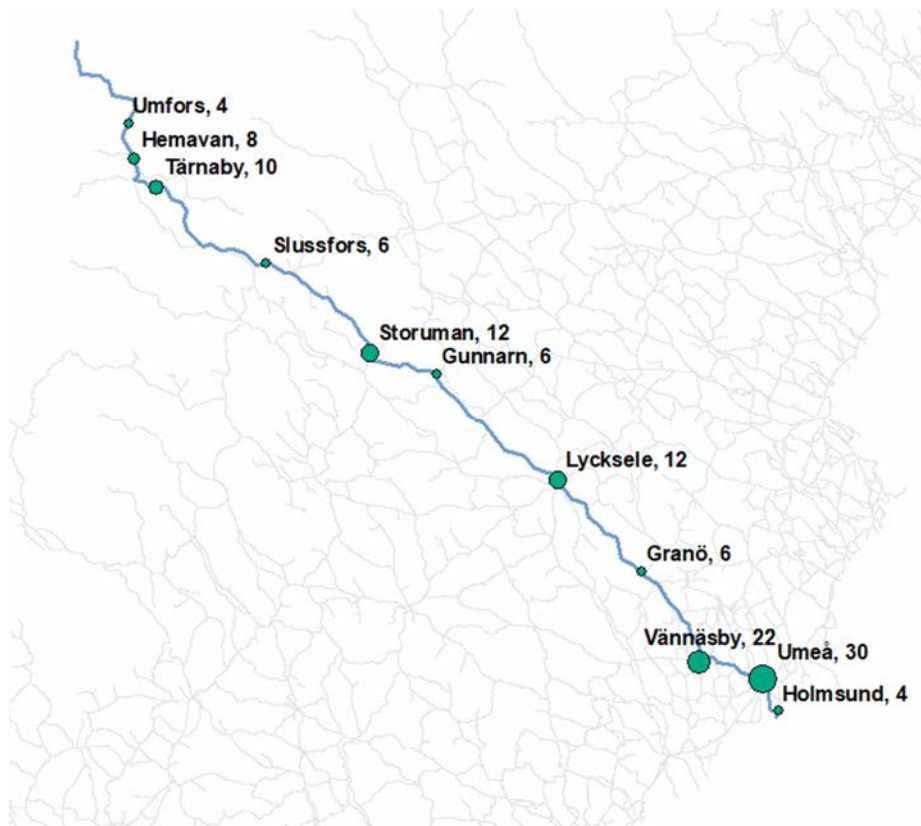 Umfors, 4
Hemavan, 8
Tärnaby, 10
Slussfors, 6
Storuman, 12
Gunnarn, 6
Lycksele, 12
Granö, 6
Vännäsby, 22
Umeå, 30
Holmsund, 4